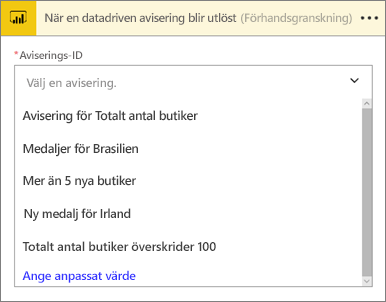 När en datadriven avisering blir utlöst (Förhandsgranskning)
*Aviserings-ID
Välj en avisering.
Avisering för Totalt antal butiker
Medaljer för Brasilien
Mer än 5 nya butiker
Ny medalj för Irland
Totalt antal butiker överskrider 100
Ange anpassat värde